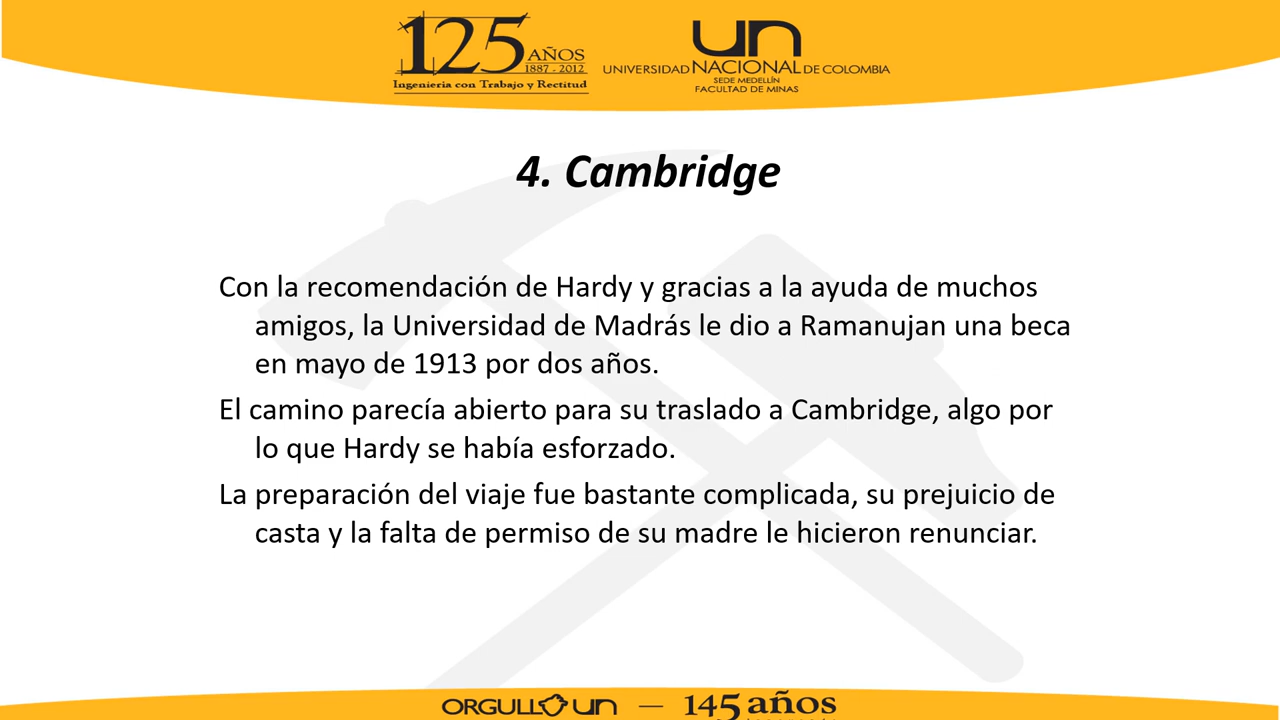 125 AÑOS
1887 - 2012
Ingeniería con Trabajo y Rectitud
un
UNIVERSIDAD NACIONAL DE COLOMBIA
SEDE MEDELLÍN
FACULTAD DE MINAS
4. Cambridge
Con la recomendación de Hardy y gracias a la ayuda de muchos
amigos, la Universidad de Madrás le dio a Ramanujan una beca
en mayo de 1913 por dos años.
El camino parecía abierto para su traslado a Cambridge, algo por
lo que Hardy se había esforzado.
La preparación del viaje fue bastante complicada, su prejuicio de
casta y la falta de permiso de su madre le hicieron renunciar.
ORGULLO un — 145 años